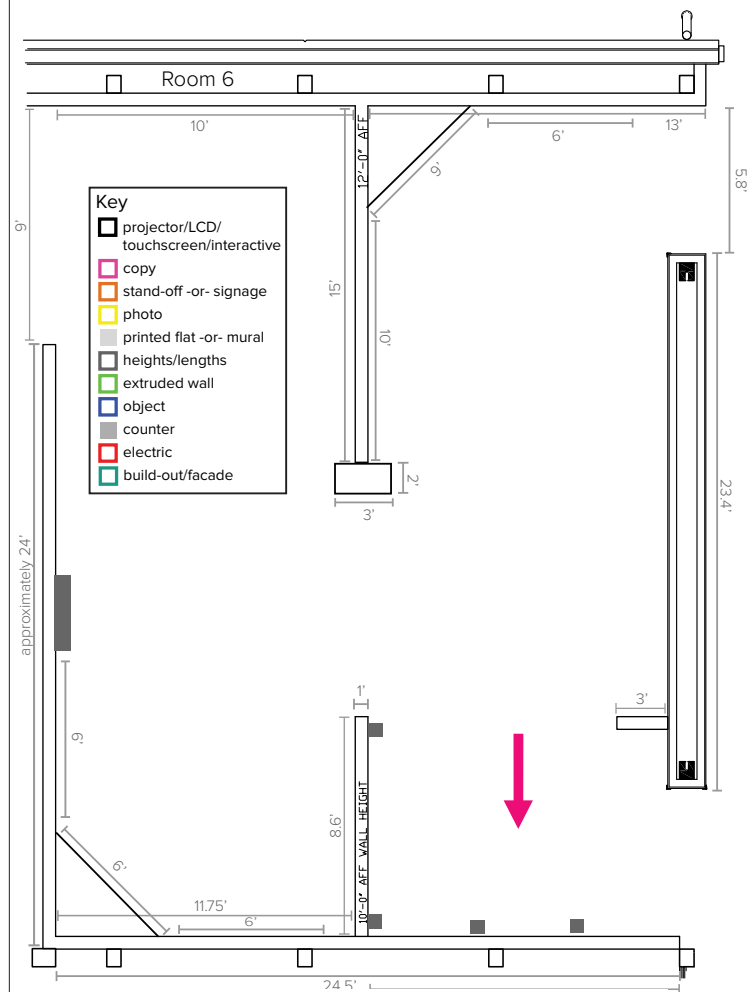 Room 6
10'
12'-0" AFF
6'
6'
13'
5.8'
9'
Key
projector/LCD/
touchscreen/interactive
copy
stand-off -or- signage
photo
printed flat -or- mural
heights/lengths
extruded wall
object
counter
electric
build-out/facade
15'
10'
2'
3'
23.4'
approximately 24'
6'
1'
3'
8.6'
10'-0" AFF WALL HEIGHT
6'
11.75'
6'
24.5'